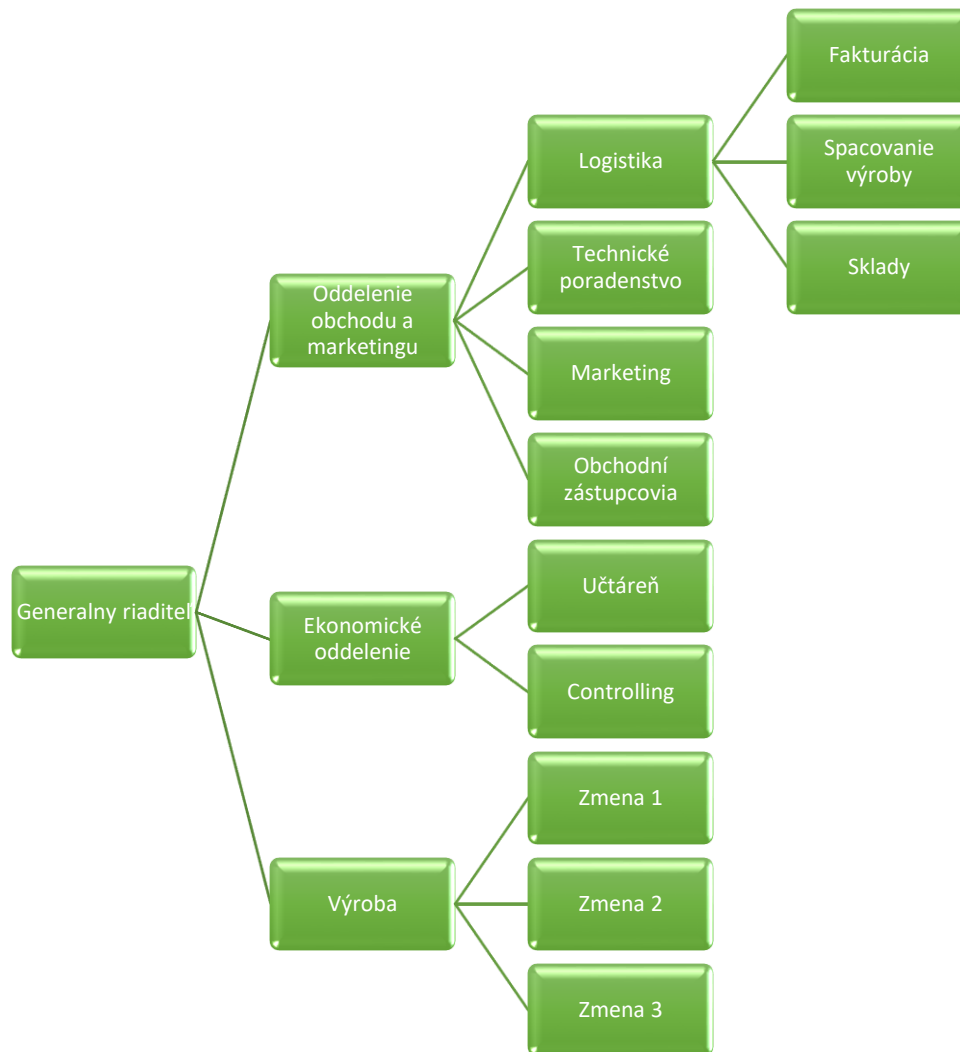 Fakturácia
Spacovanie
výroby
Sklady
Logistika
Technické
poradenstvo
Marketing
Obchodní
zástupcovia
Oddelenie
obchodu a
marketingu
Generalny riaditeľ
Ekonomické
oddelenie
Učtáreň
Controlling
Výroba
Zmena 1
Zmena 2
Zmena 3